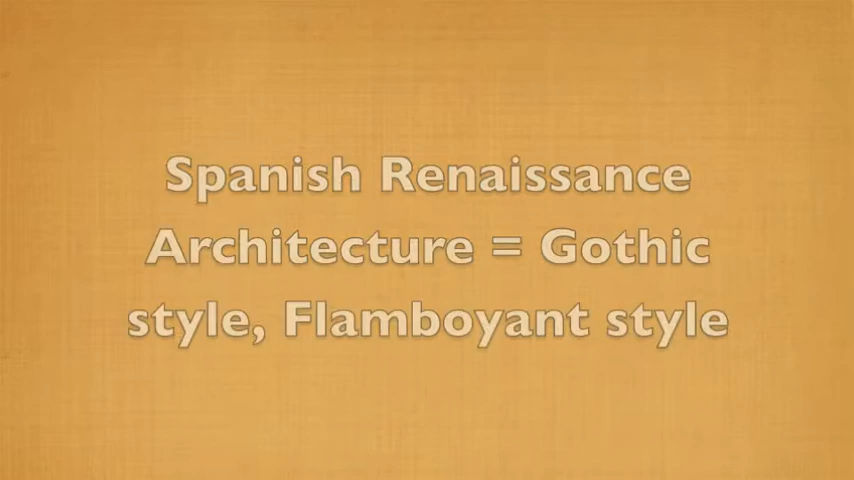 Spanish Renaissance
Architecture = Gothic
style, Flamboyant style